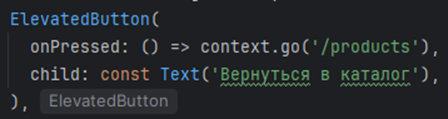 ElevatedButton(
onPressed: () => context.go('/products'),
child: const Text('Вернуться в каталог'),
), ElevatedButton